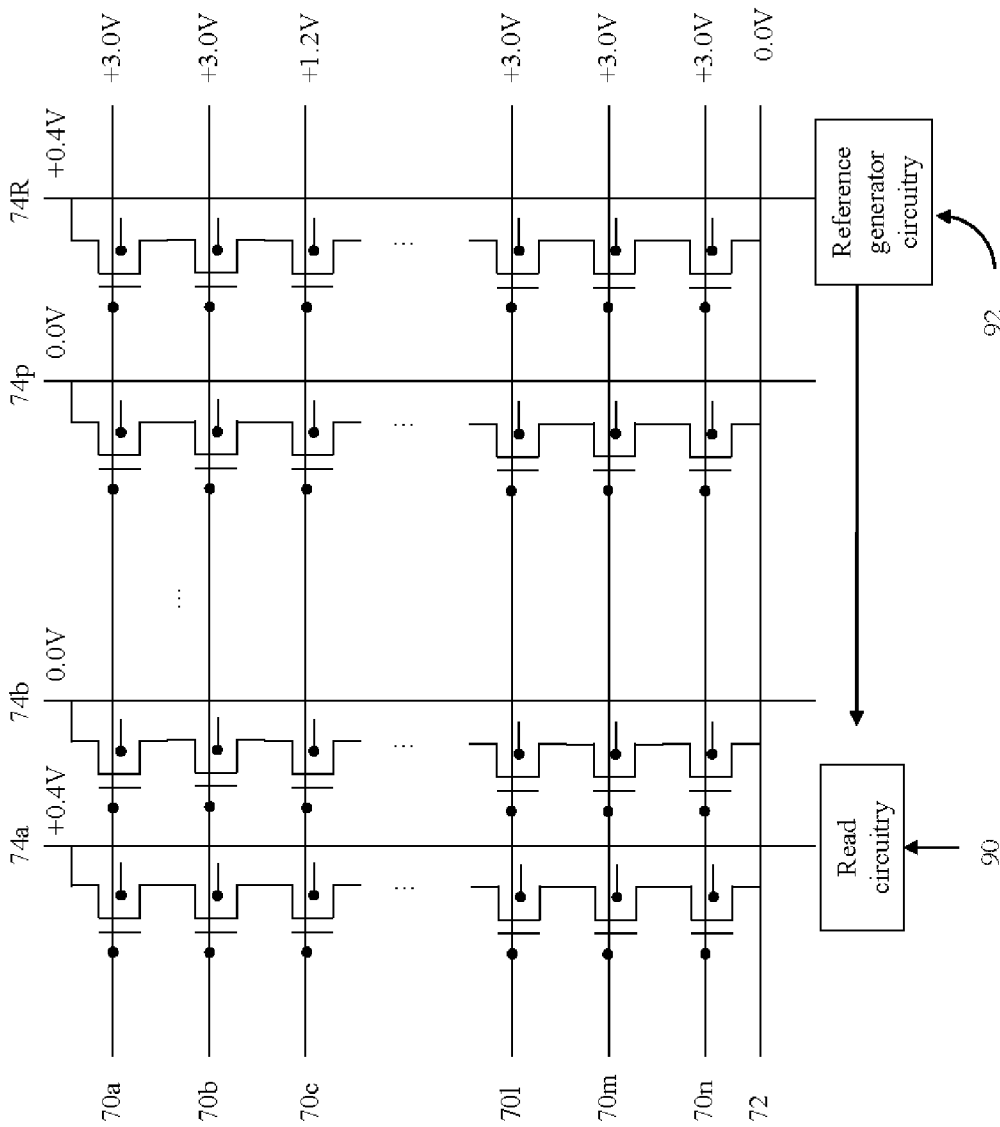 74a
+0.4V
74b
0.0V
...
74p
0.0V
74R
+0.4V
70a
+3.0V
70b
+3.0V
70c
+1.2V
...
...
...
...
70l
+3.0V
70m
+3.0V
70n
+3.0V
72
0.0V
Read
circuitry
90
Reference
generator
circuitry
92